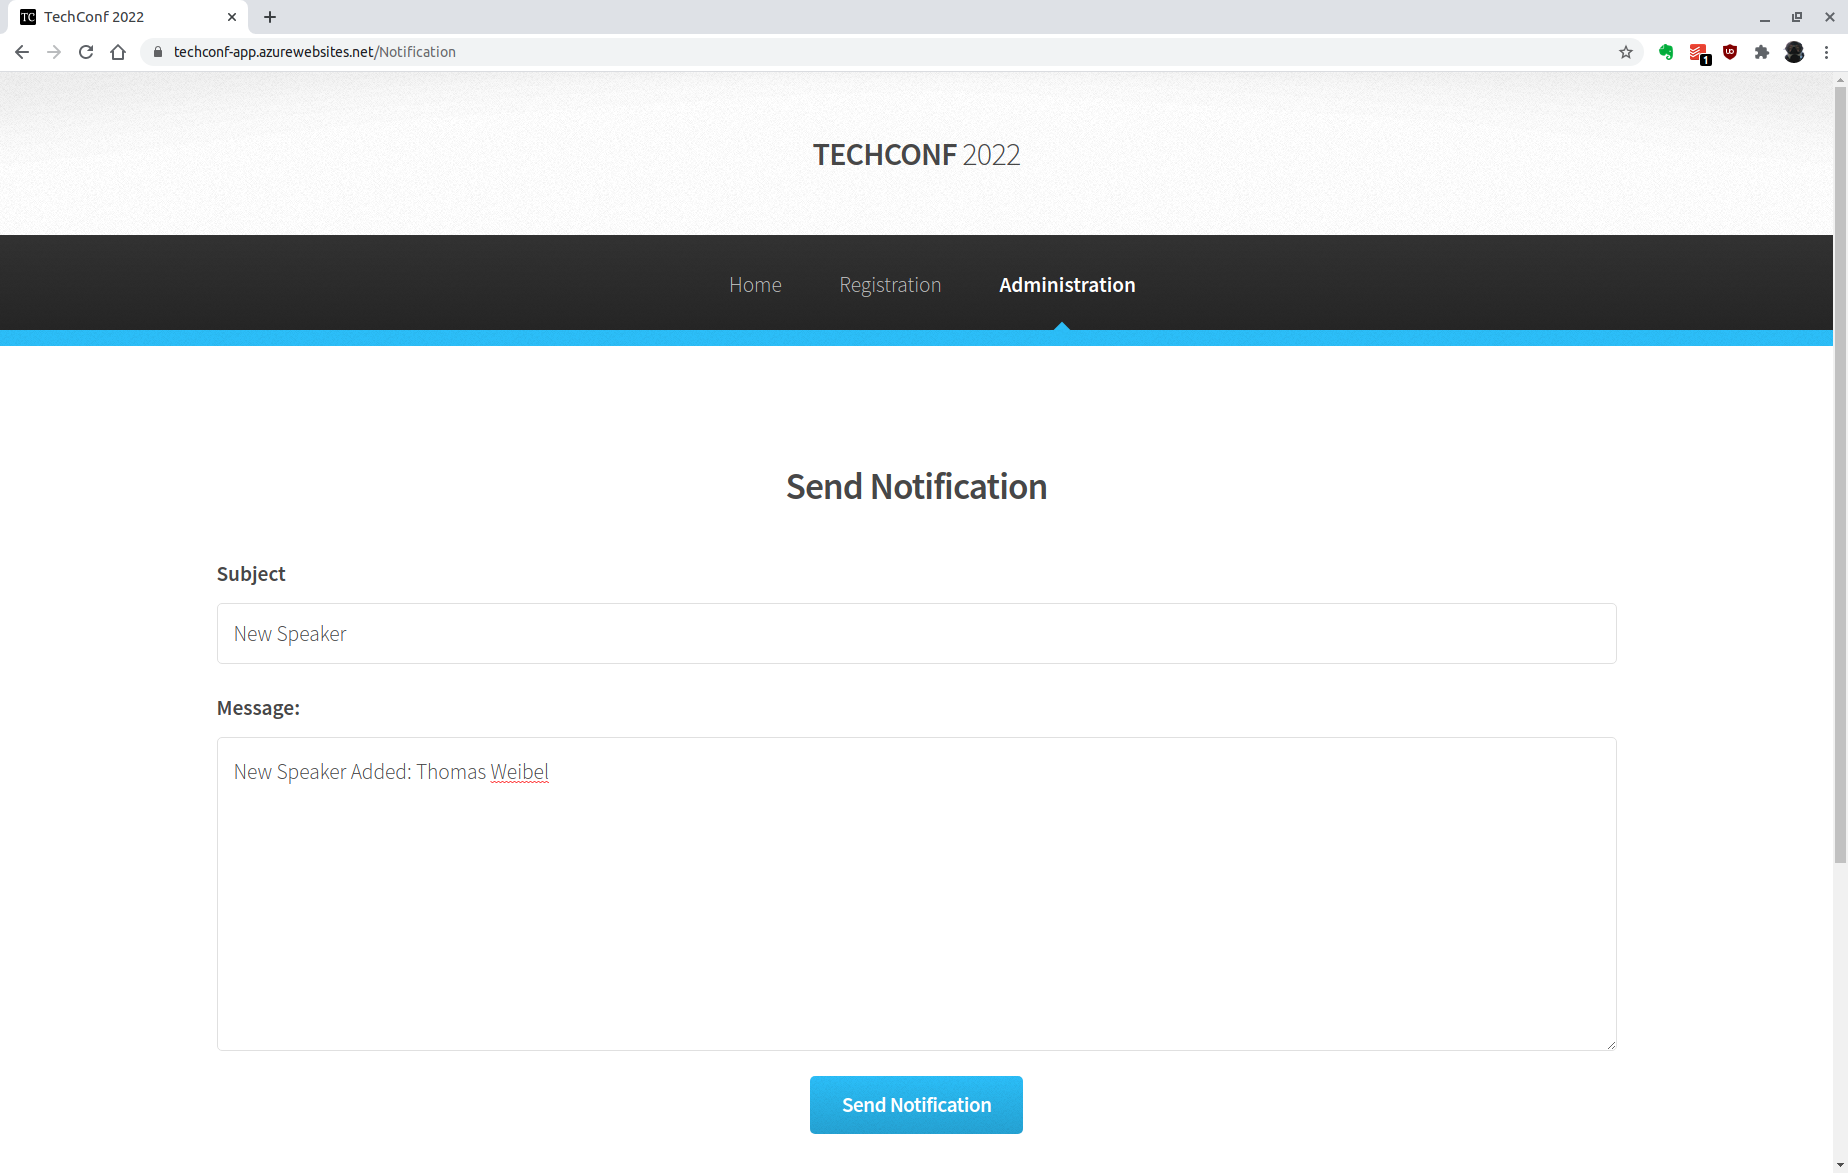 TC TechConf 2022
techconf-app.azurewebsites.net/Notification
1
TECHCONF 2022
Home Registration Administration
Send Notification
Subject
New Speaker
Message:
New Speaker Added: Thomas Weibel
Send Notification